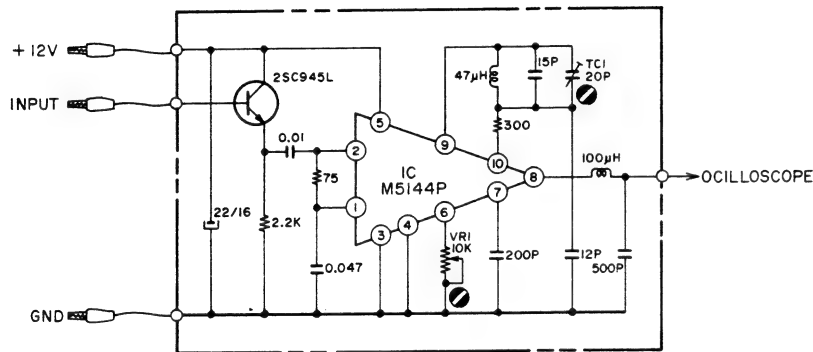 +12V
INPUT
GND
2SC945L
0.01
75
22/16
2.2K
0.047
IC
M5144P
5
2
1
3
4
6
9
10
7
8
VR1
10K
47μH
15P
TC1
20P
300
200P
12P
500P
100μH
OCILLOSCOPE